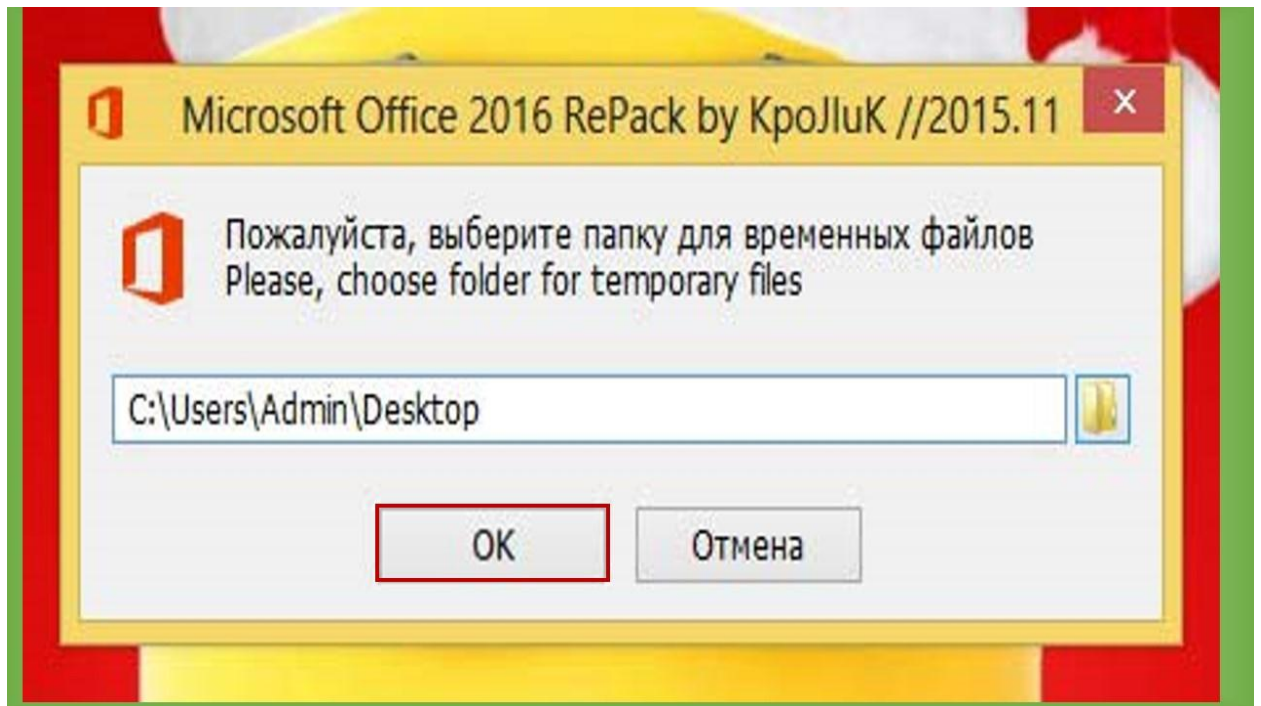 Microsoft Office 2016 RePack by KpoJIuK //2015.11
Пожалуйста, выберите папку для временных файлов
Please, choose folder for temporary files
C:\Users\Admin\Desktop
OK
Отмена